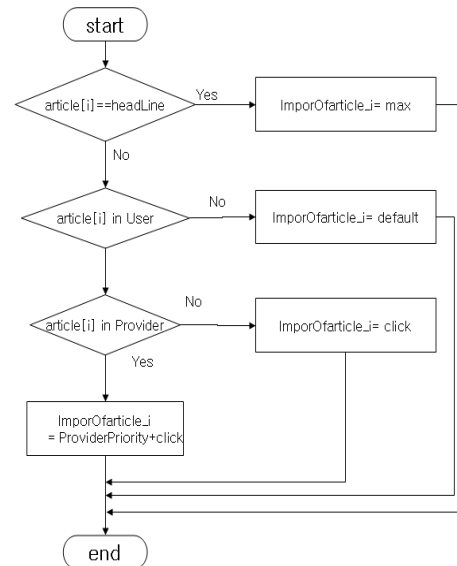 start
article[i]==headLine
Yes
ImporOfarticle_i= max
No
article[i] in User
No
ImporOfarticle_i= default
article[i] in Provider
No
ImporOfarticle_i= click
Yes
ImporOfarticle_i
= ProviderPriority+click
end